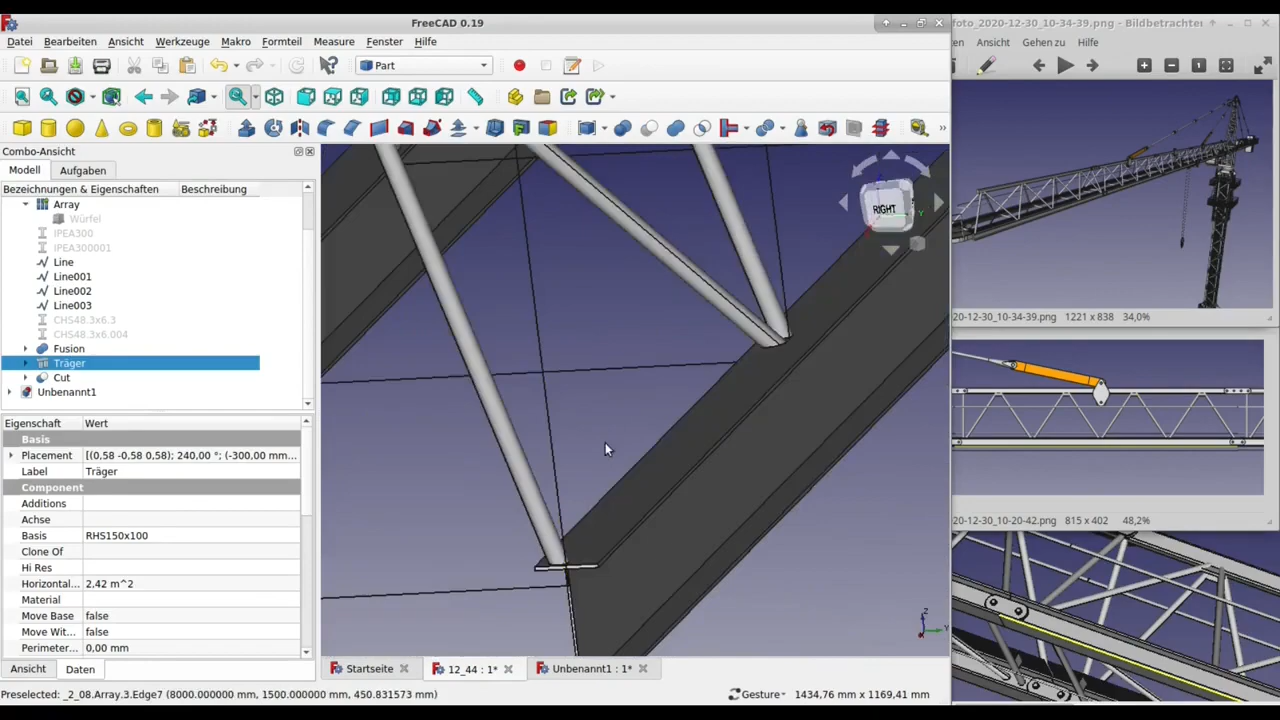 FreeCAD 0.19
foto_2020-12-30_10-34-39.png - Bildbetrachter
Datei Bearbeiten Ansicht Werkzeuge Makro Formteil Measure Fenster Hilfe
en Ansicht Gehen zu Hilfe
Part
Combo-Ansicht
Modell Aufgaben
Bezeichnungen & Eigenschaften Beschreibung
Array
Würfel
IPEA300
IPEA300001
Line
Line001
Line002
Line003
CHS48.3x6.3
CHS48.3x6.004
Fusion
Träger
Cut
Unbenannt1
Eigenschaft Wert
Basis
Placement [(0,58 -0,58 0,58); 240,00 °; (-300,00 mm...
Label Träger
Component
Additions
Achse
Basis RHS150x100
Clone Of
Hi Res
Horizontal... 2,42 m^2
Material
Move Base false
Move Wit... false
Perimeter... 0,00 mm
Ansicht Daten
RIGHT
Y
Z
Y
Startseite 12_44 : 1* Unbenannt1 : 1*
Preselected: _2_08.Array.3.Edge7 (8000.000000 mm, 1500.000000 mm, 450.831573 mm)
Gesture 1434,76 mm x 1169,41 mm
20-12-30_10-34-39.png 1221 x 838 34,0%
20-12-30_10-20-42.png 815 x 402 48,2%